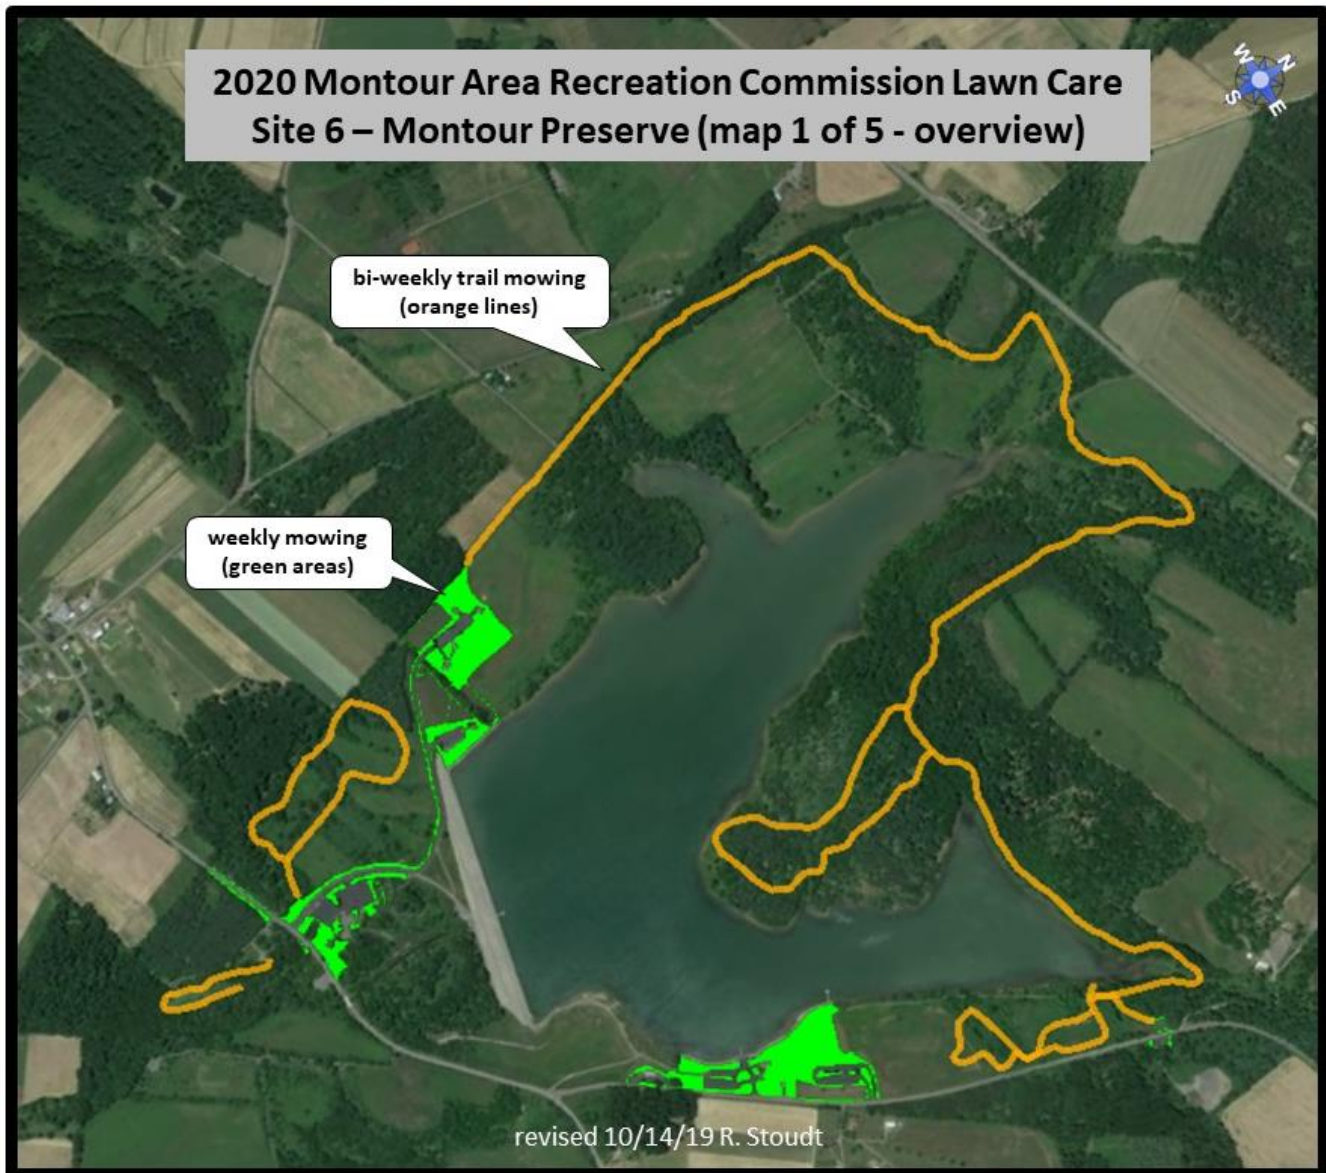 2020 Montour Area Recreation Commission Lawn Care
Site 6 – Montour Preserve (map 1 of 5 - overview)
W N
S E
bi-weekly trail mowing
(orange lines)
weekly mowing
(green areas)
revised 10/14/19 R. Stoudt